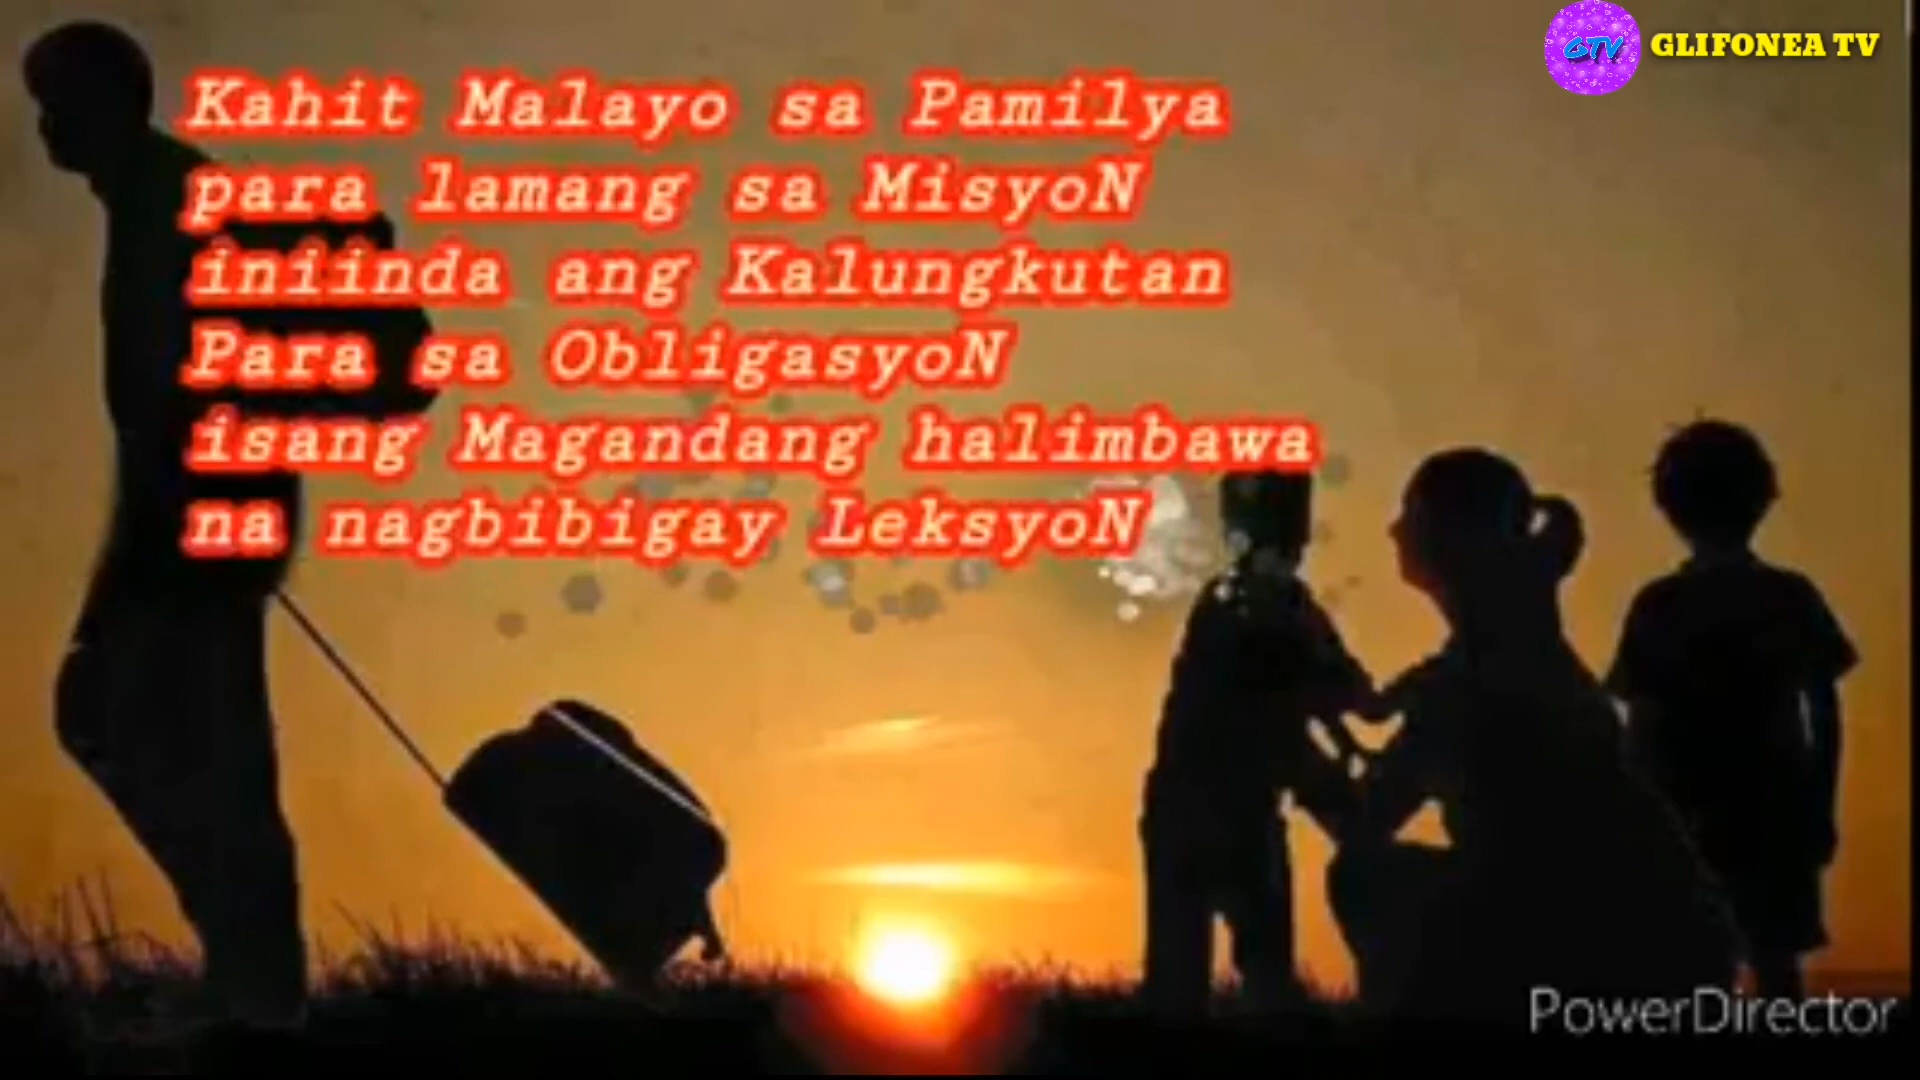 GTV GLIFONEA TV
Kahit Malayo sa Pamilya
para lamang sa MisyoN
iniinda ang Kalungkutan
Para sa ObligasyoN
isang Magandang halimbawa
na nagbibigay LeksyoN
PowerDirector